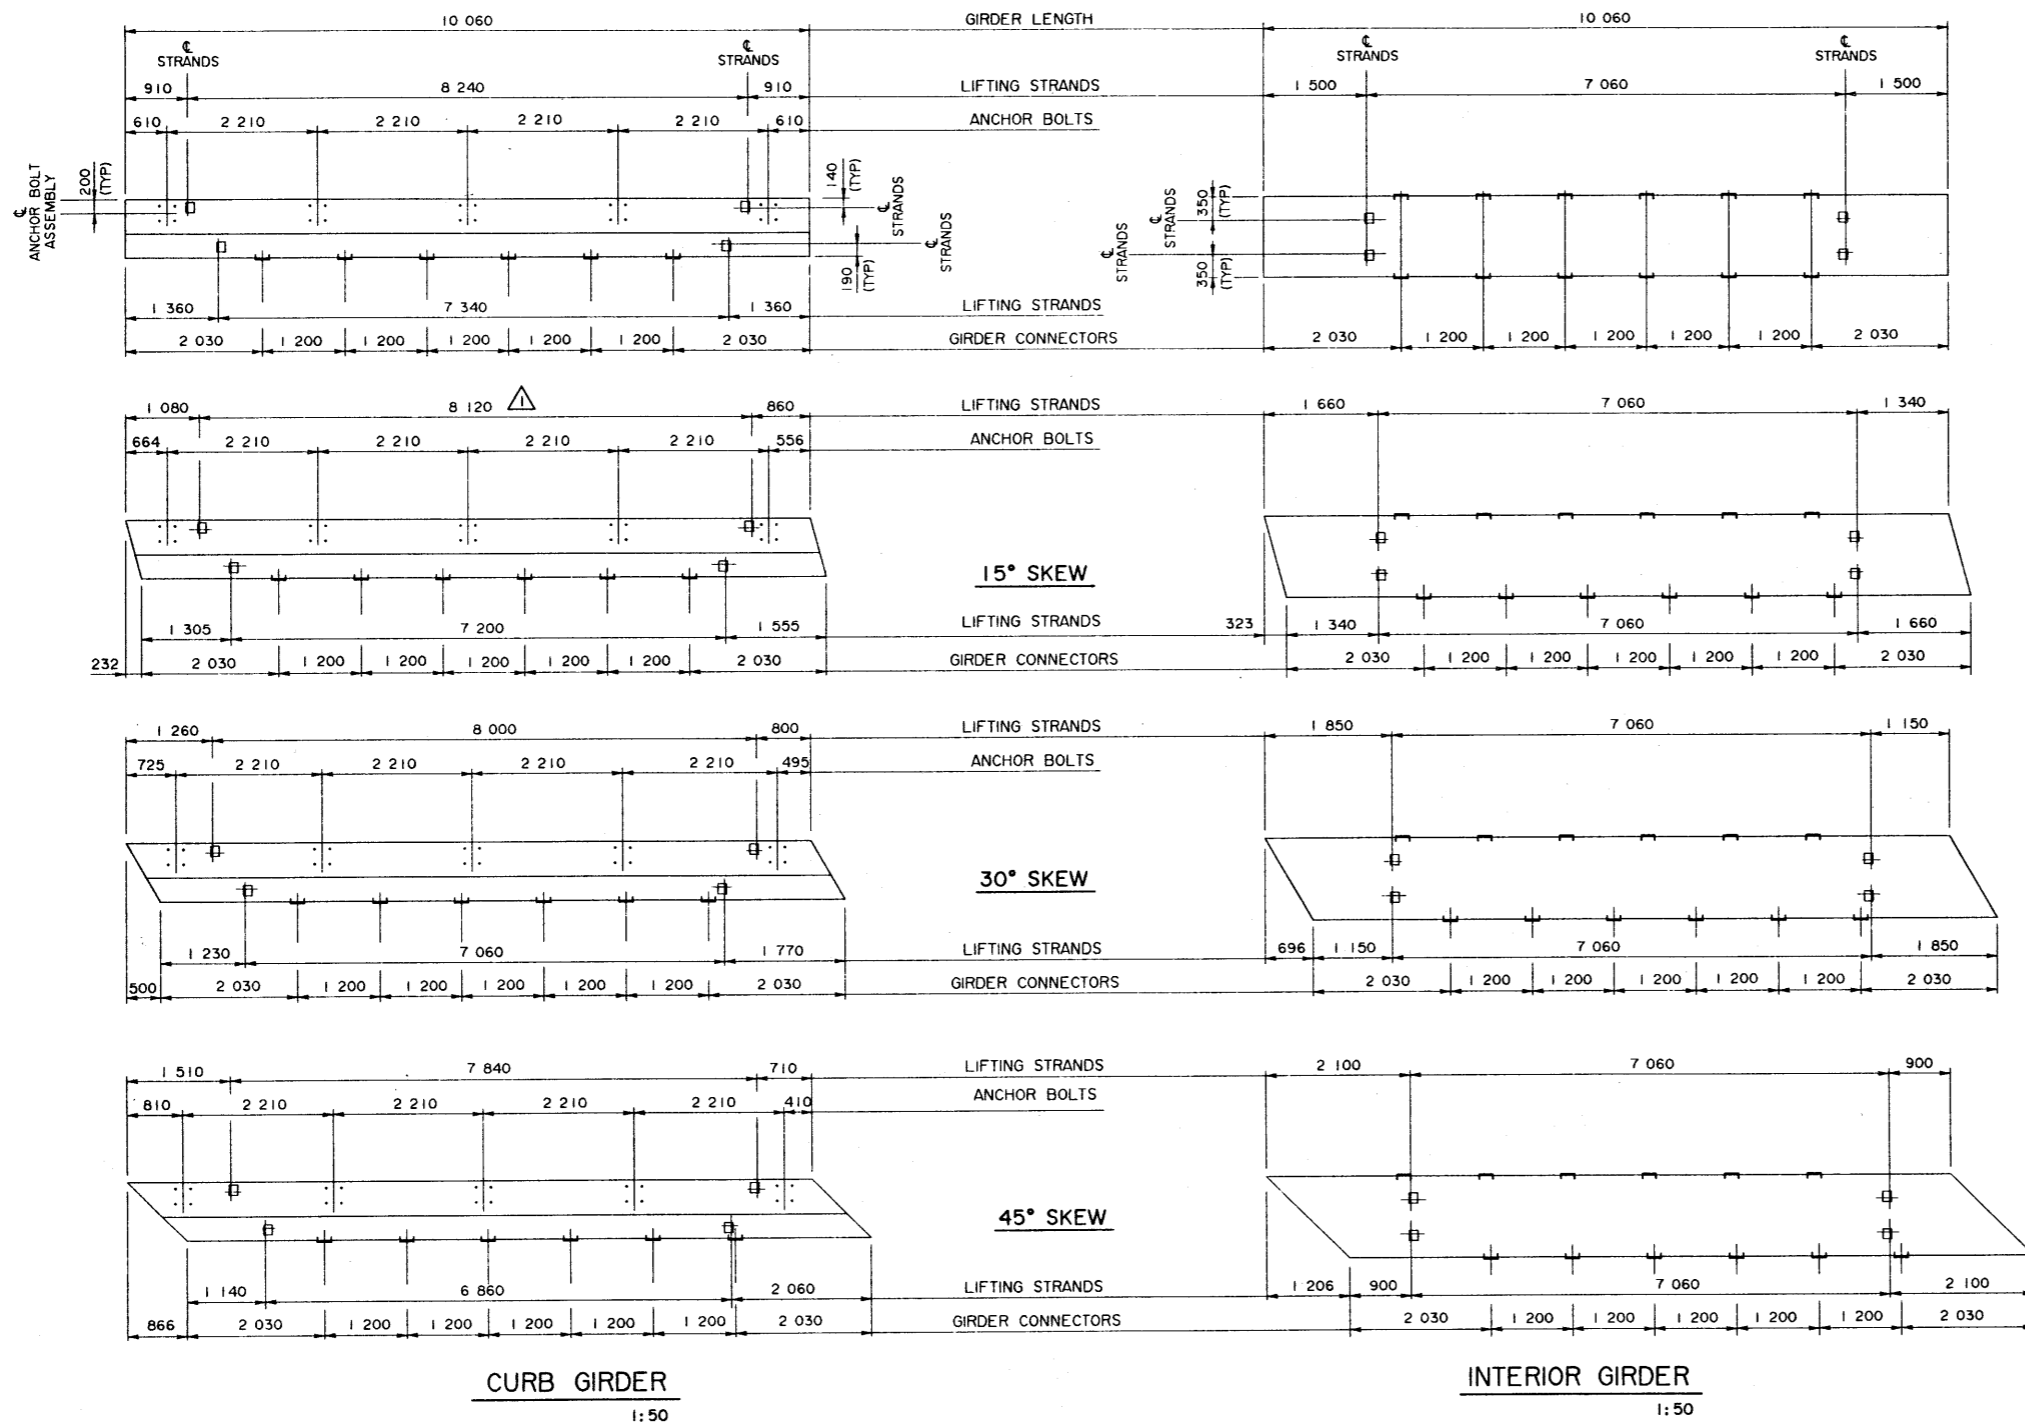 10 060 GIRDER LENGTH 10 060
℄ STRANDS ℄ STRANDS ℄ STRANDS ℄ STRANDS
910 8 240 910 LIFTING STRANDS 1 500 7 060 1 500
610 2 210 2 210 2 210 2 210 610 ANCHOR BOLTS
℄ ANCHOR BOLT ASSEMBLY
200 (TYP)
140 (TYP)
℄ STRANDS
℄ STRANDS
190 (TYP)
℄ STRANDS
℄ STRANDS
350 (TYP)
350 (TYP)
1 360 7 340 1 360 LIFTING STRANDS
2 030 1 200 1 200 1 200 1 200 1 200 2 030 GIRDER CONNECTORS 2 030 1 200 1 200 1 200 1 200 1 200 2 030
1 080 8 120 1 860 LIFTING STRANDS 1 660 7 060 1 340
664 2 210 2 210 2 210 2 210 556 ANCHOR BOLTS
15° SKEW
1 305 7 200 1 555 LIFTING STRANDS 323 1 340 7 060 1 660
232 2 030 1 200 1 200 1 200 1 200 1 200 2 030 GIRDER CONNECTORS 2 030 1 200 1 200 1 200 1 200 1 200 2 030
1 260 8 000 800 LIFTING STRANDS 1 850 7 060 1 150
725 2 210 2 210 2 210 2 210 495 ANCHOR BOLTS
30° SKEW
1 230 7 060 1 770 LIFTING STRANDS 696 1 150 7 060 1 850
500 2 030 1 200 1 200 1 200 1 200 1 200 2 030 GIRDER CONNECTORS 2 030 1 200 1 200 1 200 1 200 1 200 2 030
1 510 7 840 710 LIFTING STRANDS 2 100 7 060 900
810 2 210 2 210 2 210 2 210 410 ANCHOR BOLTS
45° SKEW
1 140 6 860 2 060 LIFTING STRANDS 1 206 900 7 060 2 100
866 2 030 1 200 1 200 1 200 1 200 1 200 2 030 GIRDER CONNECTORS 2 030 1 200 1 200 1 200 1 200 1 200 2 030
CURB GIRDER INTERIOR GIRDER
1:50 1:50